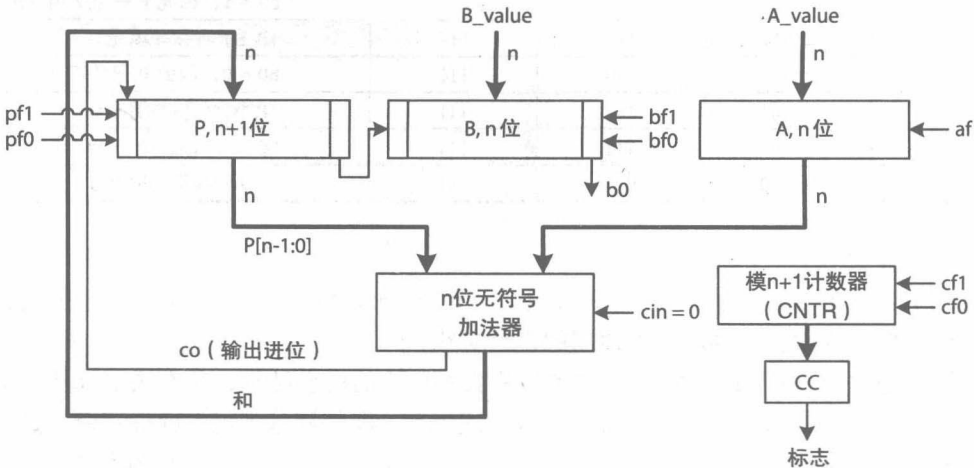 B_value
A_value
n
n
n
pf1
pf0
P, n+1位
B, n 位
bf1
bf0
A, n 位
af
n
b0
n
P[n-1:0]
n位无符号
加法器
cin = 0
模n+1计数器
( CNTR )
cf1
cf0
co ( 输出进位 )
CC
和
标志